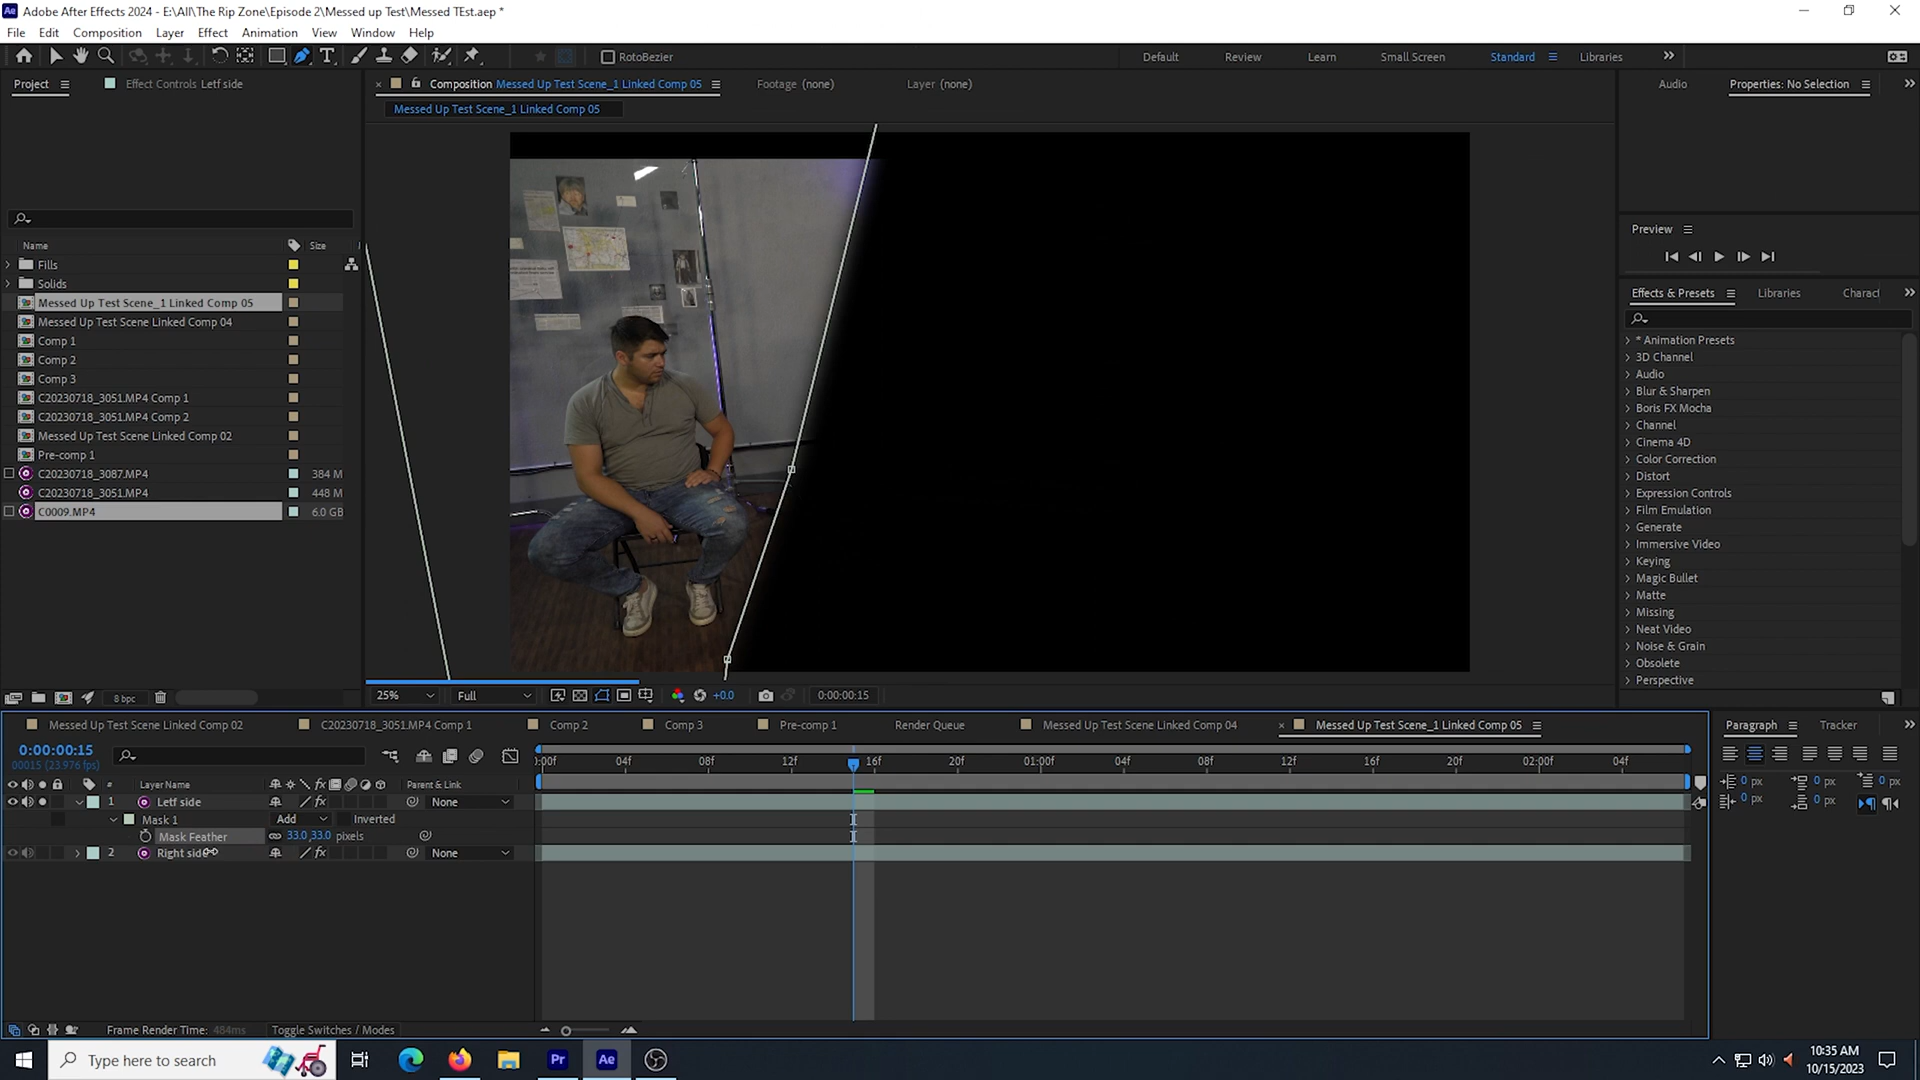 Adobe After Effects 2024 - E:\All\The Rip Zone\Episode 2\Messed up Test\Messed TEst.aep *
File Edit Composition Layer Effect Animation View Window Help
RotoBezier
Default Review Learn Small Screen Standard Libraries
Project Effect Controls Letf side
Composition Messed Up Test Scene_1 Linked Comp 05 Footage (none) Layer (none)
Audio Properties: No Selection
Messed Up Test Scene_1 Linked Comp 05
Preview
Name Size
Fills
Solids
Messed Up Test Scene_1 Linked Comp 05
Messed Up Test Scene Linked Comp 04
Comp 1
Comp 2
Comp 3
C20230718_3051.MP4 Comp 1
C20230718_3051.MP4 Comp 2
Messed Up Test Scene Linked Comp 02
Pre-comp 1
C20230718_3087.MP4 384 M
C20230718_3051.MP4 448 M
C0009.MP4 6.0 GB
8 bpc
25% Full +0.0 0:00:00:15
Effects & Presets Libraries Charact
* Animation Presets
3D Channel
Audio
Blur & Sharpen
Boris FX Mocha
Channel
Cinema 4D
Color Correction
Distort
Expression Controls
Film Emulation
Generate
Immersive Video
Keying
Magic Bullet
Matte
Missing
Neat Video
Noise & Grain
Obsolete
Perspective
Messed Up Test Scene Linked Comp 02 C20230718_3051.MP4 Comp 1 Comp 2 Comp 3 Pre-comp 1 Render Queue Messed Up Test Scene Linked Comp 04 Messed Up Test Scene_1 Linked Comp 05
Paragraph Tracker
0:00:00:15
00015 (23.976 fps)
:00f 04f 08f 12f 16f 20f 01:00f 04f 08f 12f 16f 20f 02:00f 04f
# Layer Name Parent & Link
1 Letf side None
Mask 1 Add Inverted
Mask Feather 33.0,33.0 pixels
2 Right side None
0 px 0 px 0 px
0 px 0 px
Frame Render Time: 484ms Toggle Switches / Modes
Type here to search
Pr Ae
10:35 AM
10/15/2023